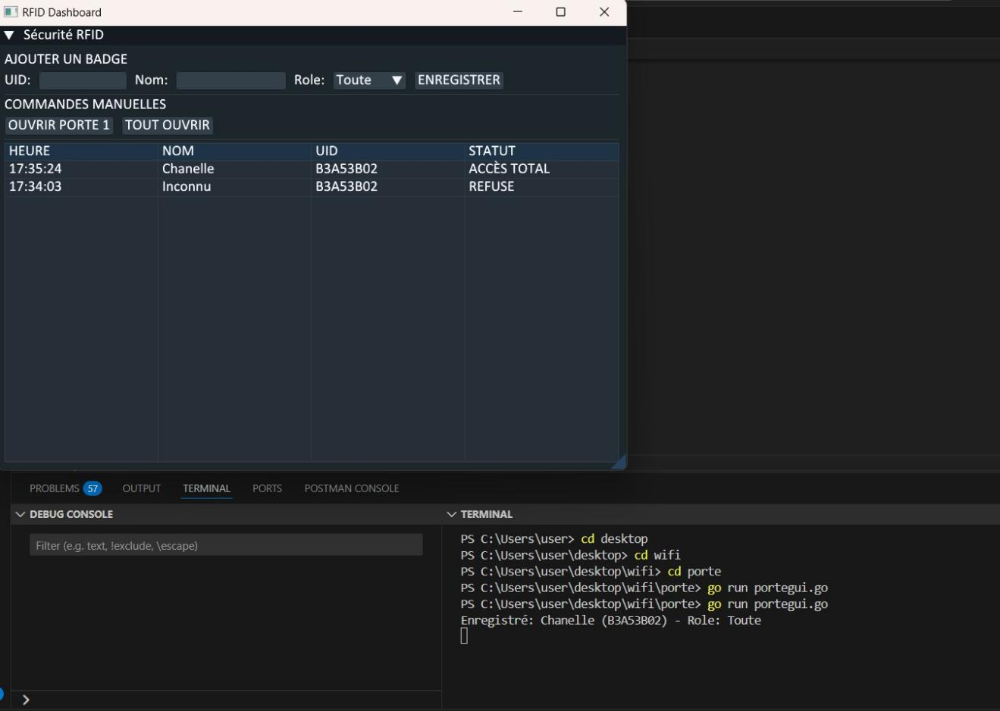 RFID Dashboard
▼ Sécurité RFID
AJOUTER UN BADGE
UID: Nom: Role: Toute ▼ ENREGISTRER
COMMANDES MANUELLES
OUVRIR PORTE 1 TOUT OUVRIR
HEURE NOM UID STATUT
17:35:24 Chanelle B3A53B02 ACCÈS TOTAL
17:34:03 Inconnu B3A53B02 REFUSE
PROBLEMS 57 OUTPUT TERMINAL PORTS POSTMAN CONSOLE
DEBUG CONSOLE
Filter (e.g. text, !exclude, \escape)
TERMINAL
PS C:\Users\user> cd desktop
PS C:\Users\user\desktop> cd wifi
PS C:\Users\user\desktop\wifi> cd porte
PS C:\Users\user\desktop\wifi\porte> go run portegui.go
PS C:\Users\user\desktop\wifi\porte> go run portegui.go
Enregistré: Chanelle (B3A53B02) - Role: Toute